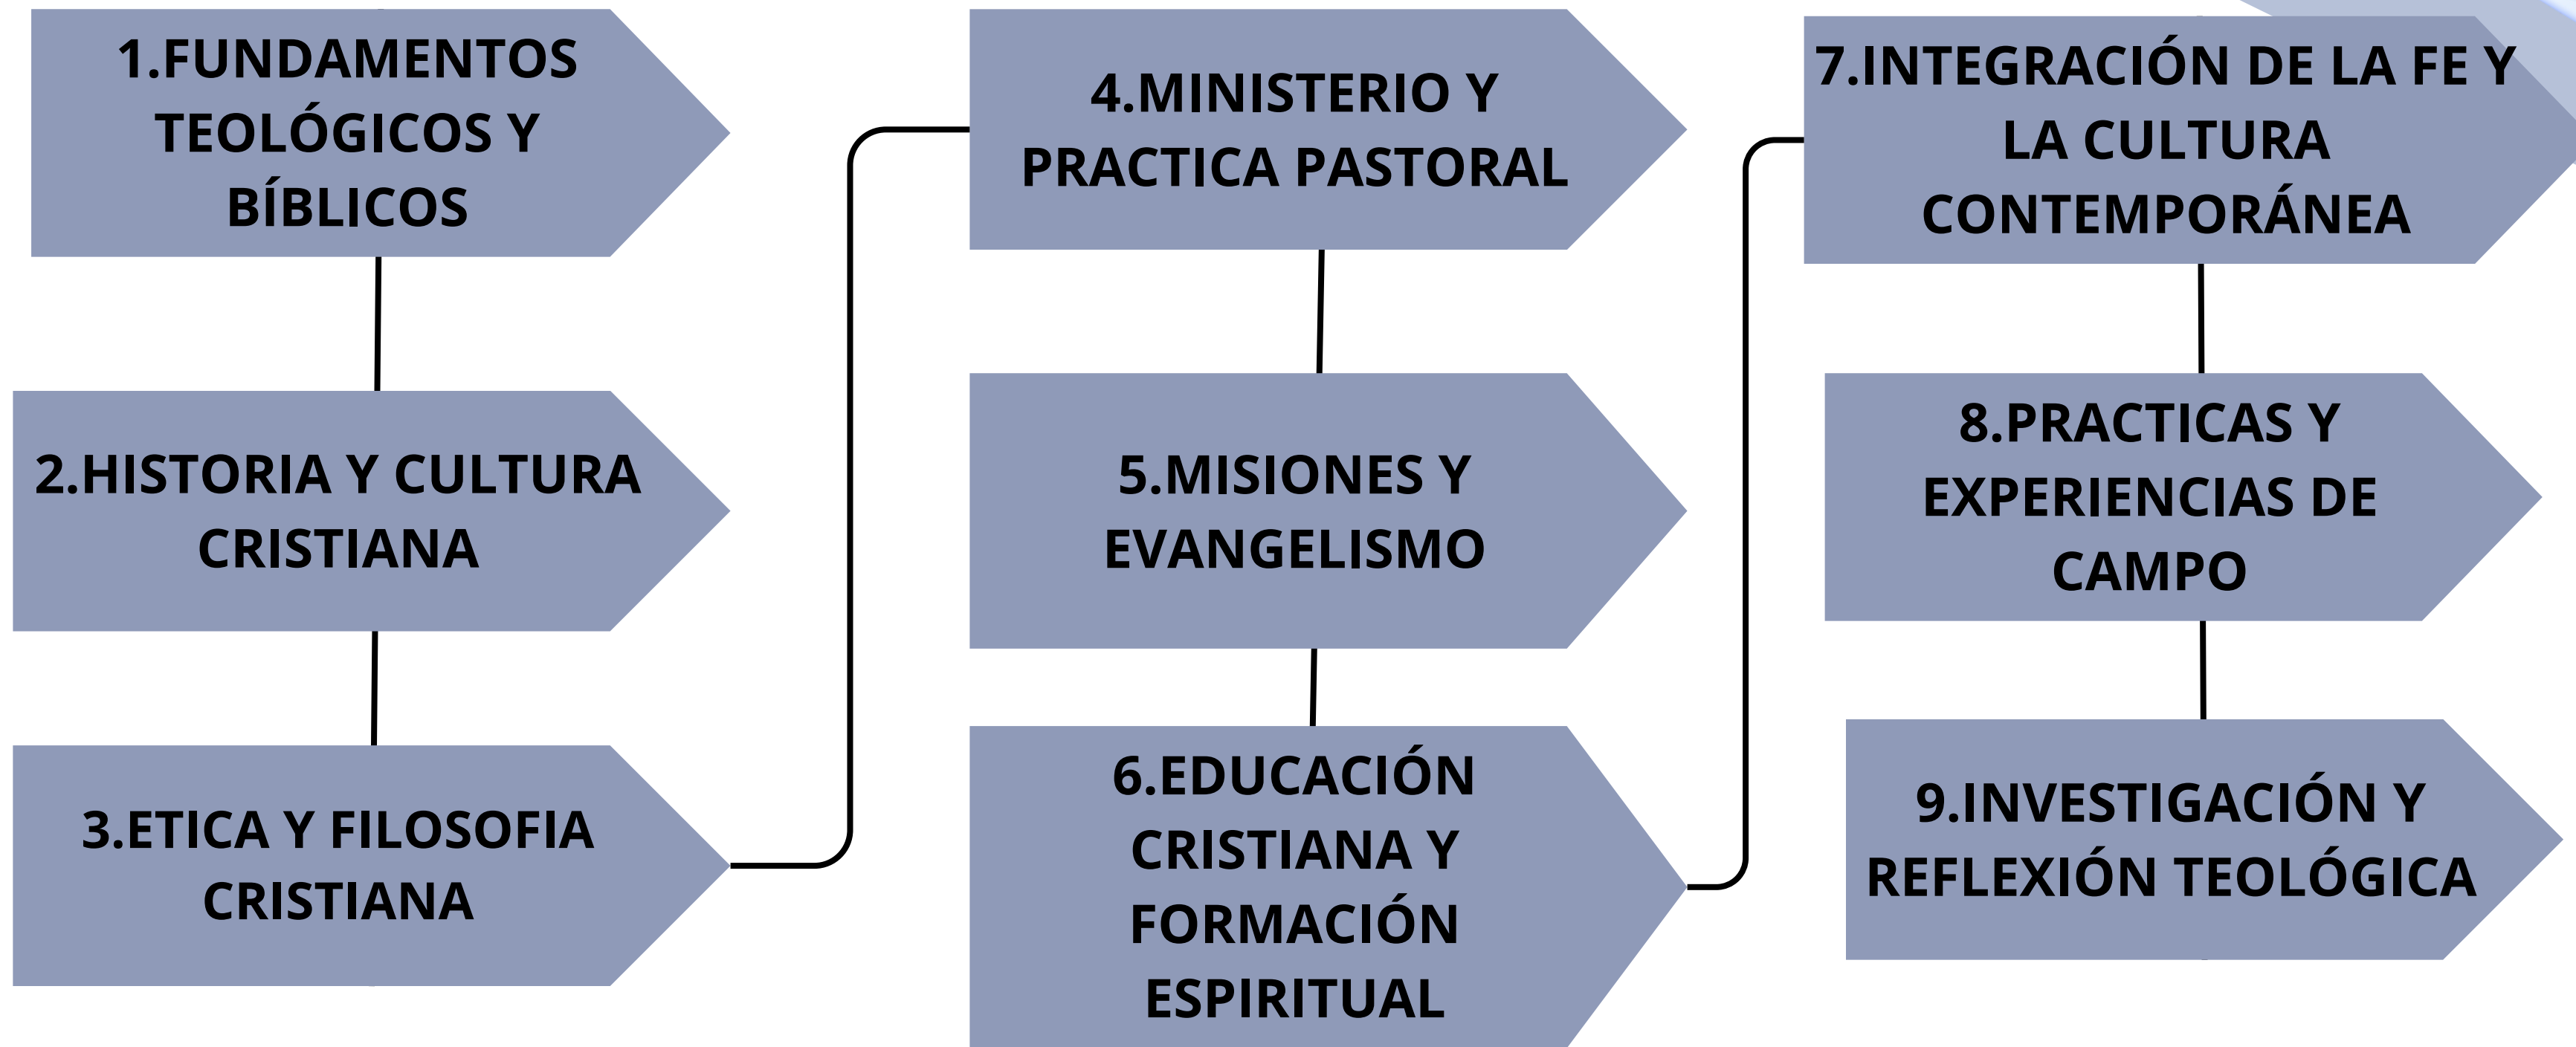 1.FUNDAMENTOS
TEOLÓGICOS Y
BÍBLICOS
2.HISTORIA Y CULTURA
CRISTIANA
3.ETICA Y FILOSOFIA
CRISTIANA
4.MINISTERIO Y
PRACTICA PASTORAL
5.MISIONES Y
EVANGELISMO
6.EDUCACIÓN
CRISTIANA Y
FORMACIÓN
ESPIRITUAL
7.INTEGRACIÓN DE LA FE Y
LA CULTURA
CONTEMPORÁNEA
8.PRACTICAS Y
EXPERIENCIAS DE
CAMPO
9.INVESTIGACIÓN Y
REFLEXIÓN TEOLÓGICA